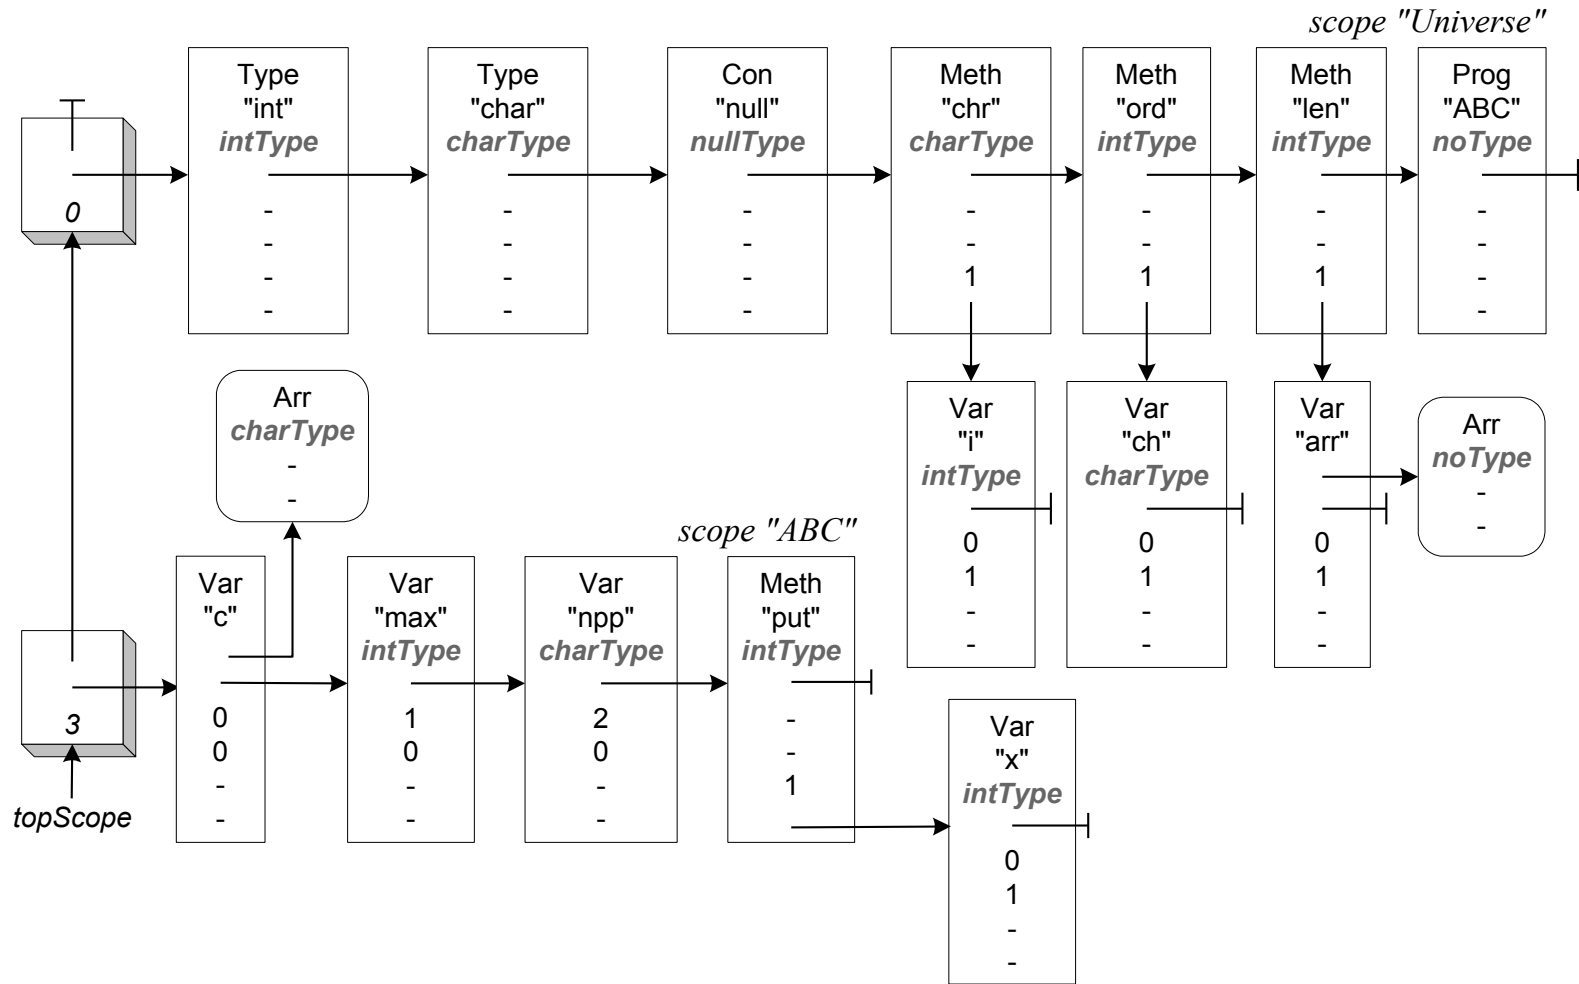 scope "Universe"
Type
"int"
intType
-
-
-
-
Type
"char"
charType
-
-
-
-
Con
"null"
nullType
-
-
-
-
Meth
"chr"
charType
-
-
1
Meth
"ord"
intType
-
-
1
Meth
"len"
intType
-
-
1
Prog
"ABC"
noType
-
-
-
-
0
Arr
charType
-
-
Var
"i"
intType
0
1
-
-
Var
"ch"
charType
0
1
-
-
Var
"arr"
0
1
-
-
Arr
noType
-
-
scope "ABC"
3
topScope
Var
"c"
0
0
-
-
Var
"max"
intType
1
0
-
-
Var
"npp"
charType
2
0
-
-
Meth
"put"
intType
-
-
1
Var
"x"
intType
0
1
-
-